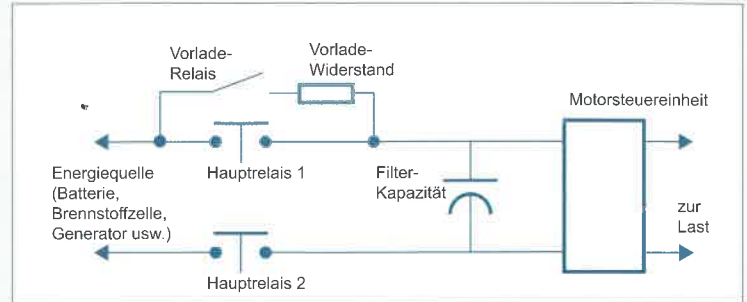 Vorlade-
Relais
Vorlade-
Widerstand
Motorsteuereinheit
Energiequelle
(Batterie,
Brennstoffzelle,
Generator usw.)
Hauptrelais 1
Filter-
Kapazität
zur
Last
Hauptrelais 2